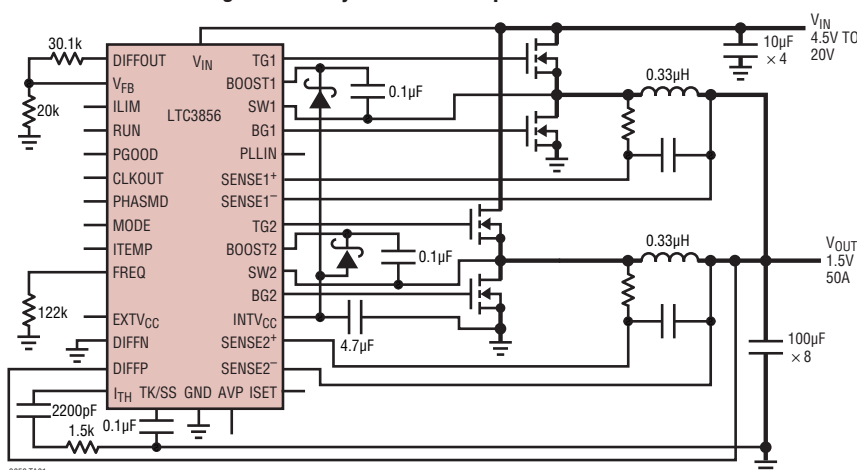 V_IN
4.5V TO
20V
10µF
× 4
30.1k
20k
DIFFOUT
V_FB
ILIM
RUN
PGOOD
CLKOUT
PHASMD
MODE
ITEMP
FREQ
EXTV_CC
DIFFN
DIFFP
I_TH TK/SS GND AVP ISET
V_IN
LTC3856
TG1
BOOST1
SW1
BG1
PLLIN
SENSE1+
SENSE1–
TG2
BOOST2
SW2
BG2
INTV_CC
SENSE2+
SENSE2–
0.1µF
0.33µH
0.1µF
0.33µH
V_OUT
1.5V
50A
122k
4.7µF
100µF
× 8
2200pF
1.5k
0.1µF